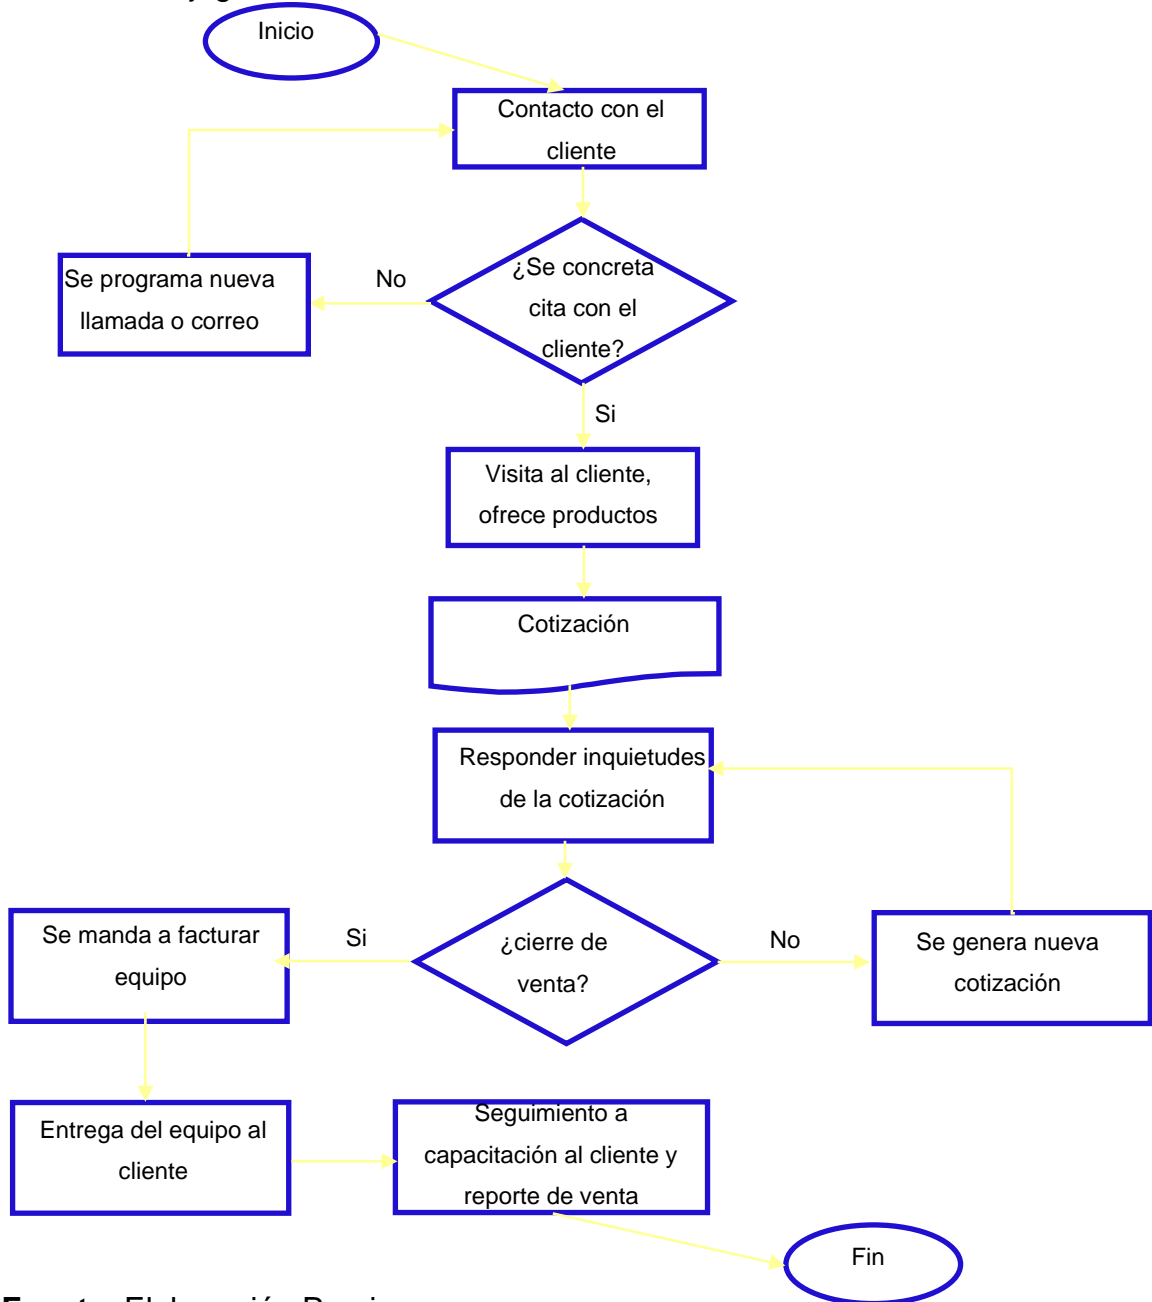 Inicio
Contacto con el
cliente
¿Se concreta
cita con el
cliente?
No
Se programa nueva
llamada o correo
Si
Visita al cliente,
ofrece productos
Cotización
Responder inquietudes
de la cotización
¿cierre de
venta?
Si
No
Se manda a facturar
equipo
Se genera nueva
cotización
Entrega del equipo al
cliente
Seguimiento a
capacitación al cliente y
reporte de venta
Fin